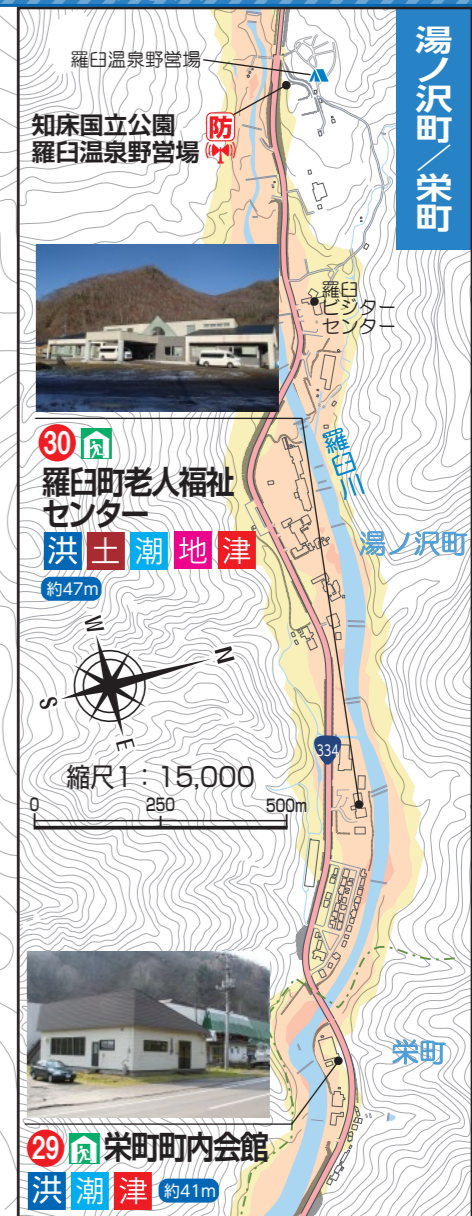 湯ノ沢町/栄町
羅臼温泉野営場
知床国立公園
羅臼温泉野営場
防
羅臼
ビジター
センター
30
羅臼町老人福祉
センター
洪 土 潮 地 津
約47m
羅臼川
湯ノ沢町
W
N
S
E
334
縮尺1:15,000
0 250 500m
栄町
29 栄町町内会館
洪 潮 津 約41m